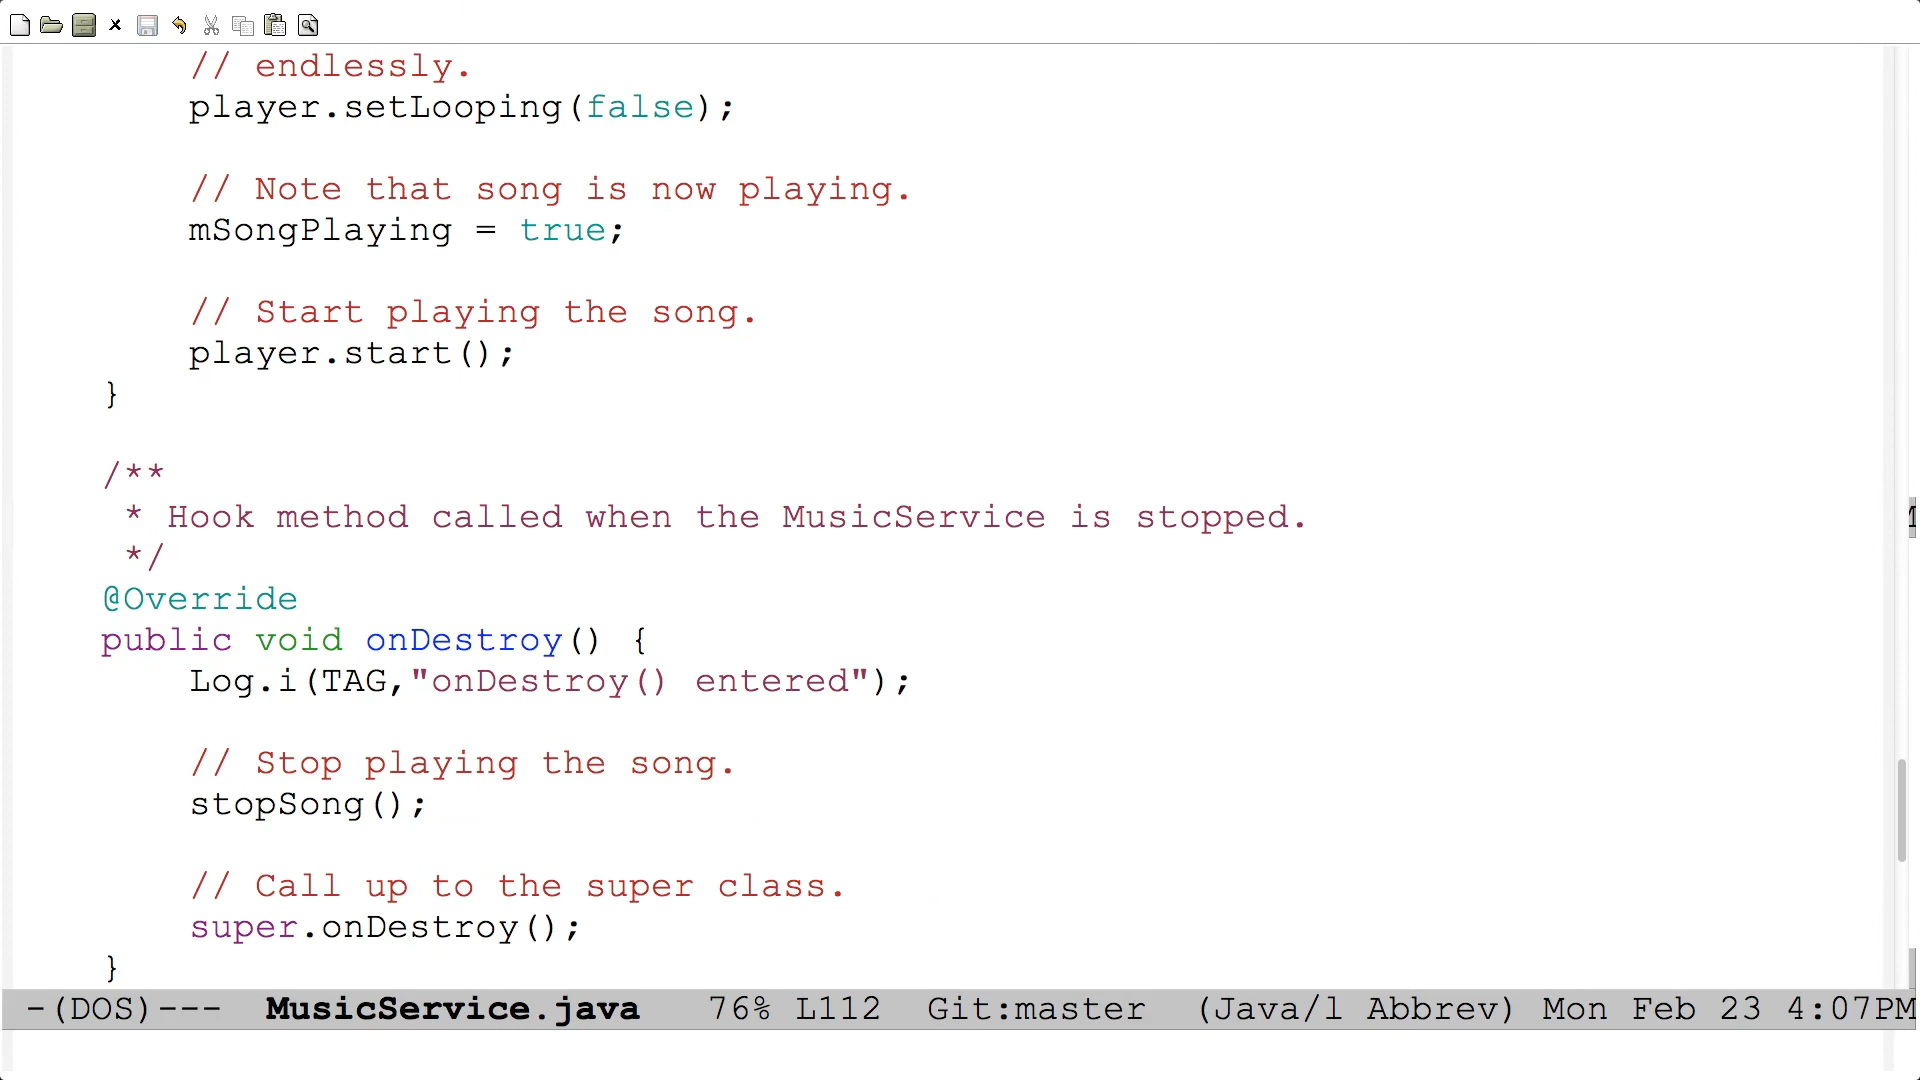 // endlessly.
player.setLooping(false);
// Note that song is now playing.
mSongPlaying = true;
// Start playing the song.
player.start();
}
/**
* Hook method called when the MusicService is stopped.
*/
@Override
public void onDestroy() {
Log.i(TAG,"onDestroy() entered");
// Stop playing the song.
stopSong();
// Call up to the super class.
super.onDestroy();
}
-(DOS)--- MusicService.java 76% L112 Git:master (Java/l Abbrev) Mon Feb 23 4:07PM